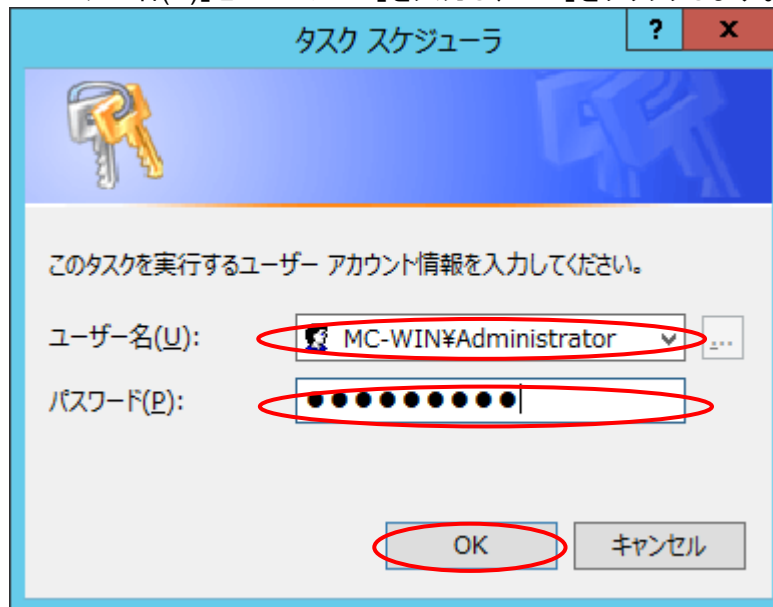 タスク スケジューラ
? x
このタスクを実行するユーザー アカウント情報を入力してください。
ユーザー名(U): MC-WIN¥Administrator ...
パスワード(P): ●●●●●●●●●
OK キャンセル